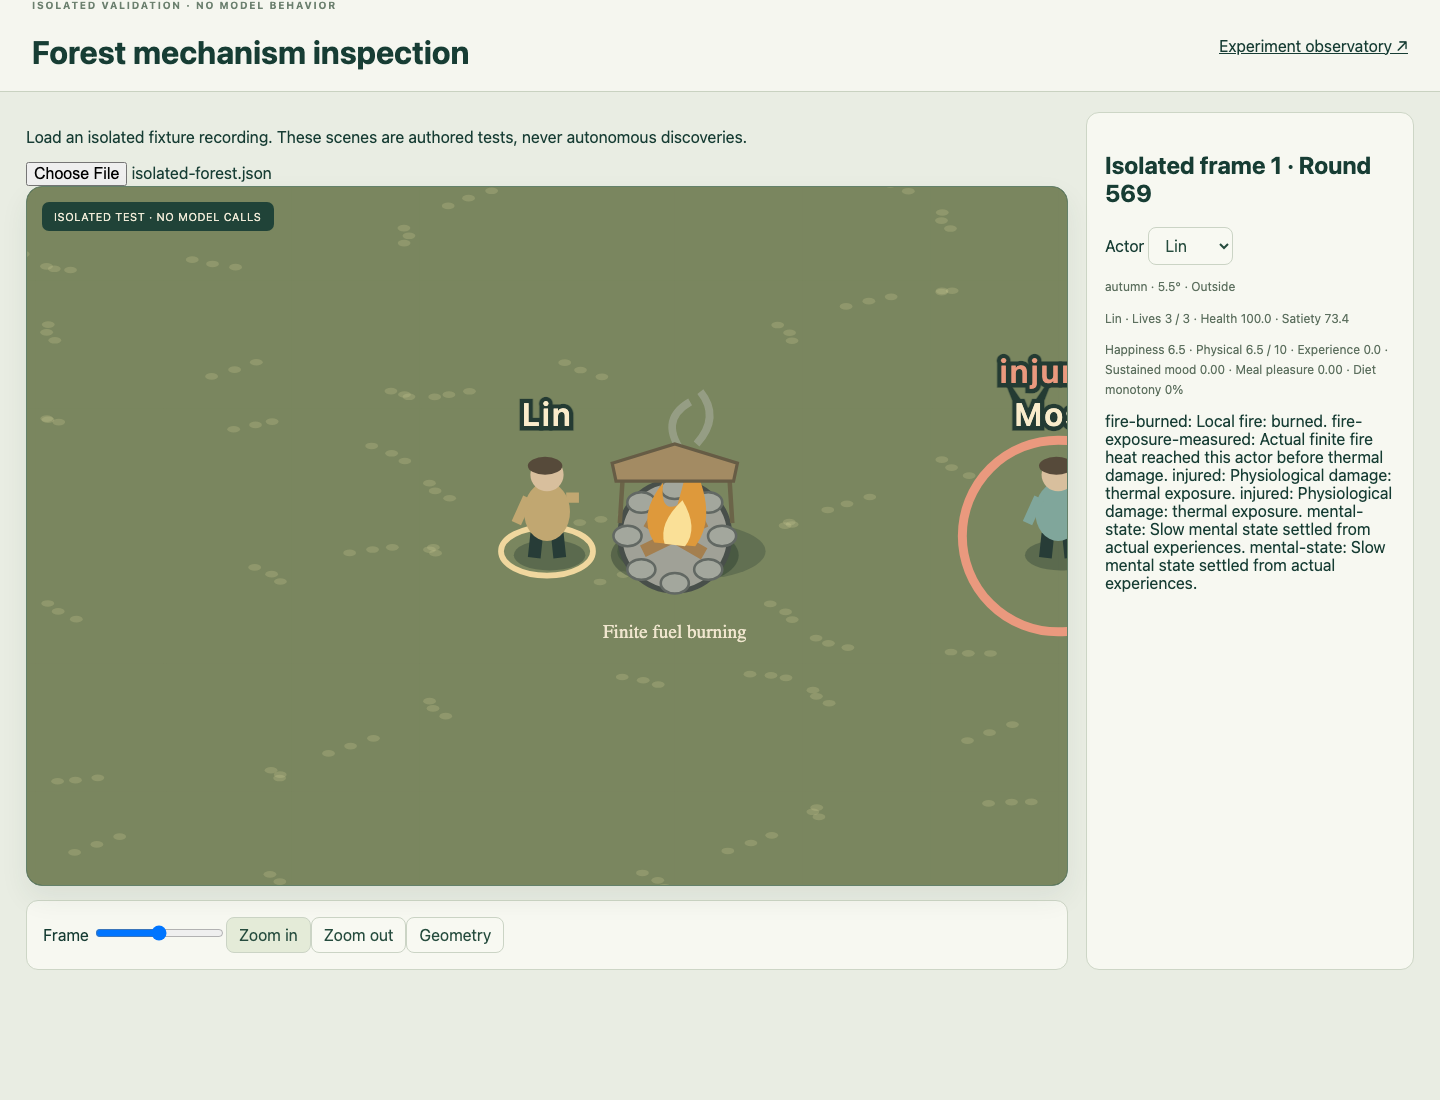 ISOLATED VALIDATION · NO MODEL BEHAVIOR
Forest mechanism inspection
Experiment observatory ↗
Load an isolated fixture recording. These scenes are authored tests, never autonomous discoveries.
Choose File isolated-forest.json
ISOLATED TEST · NO MODEL CALLS
injur
Lin
Mo
Finite fuel burning
Frame Zoom in Zoom out Geometry
Isolated frame 1 · Round
569
Actor Lin
autumn · 5.5° · Outside
Lin · Lives 3 / 3 · Health 100.0 · Satiety 73.4
Happiness 6.5 · Physical 6.5 / 10 · Experience 0.0 ·
Sustained mood 0.00 · Meal pleasure 0.00 · Diet
monotony 0%
fire-burned: Local fire: burned. fire-
exposure-measured: Actual finite fire
heat reached this actor before thermal
damage. injured: Physiological damage:
thermal exposure. injured: Physiological
damage: thermal exposure. mental-
state: Slow mental state settled from
actual experiences. mental-state: Slow
mental state settled from actual
experiences.